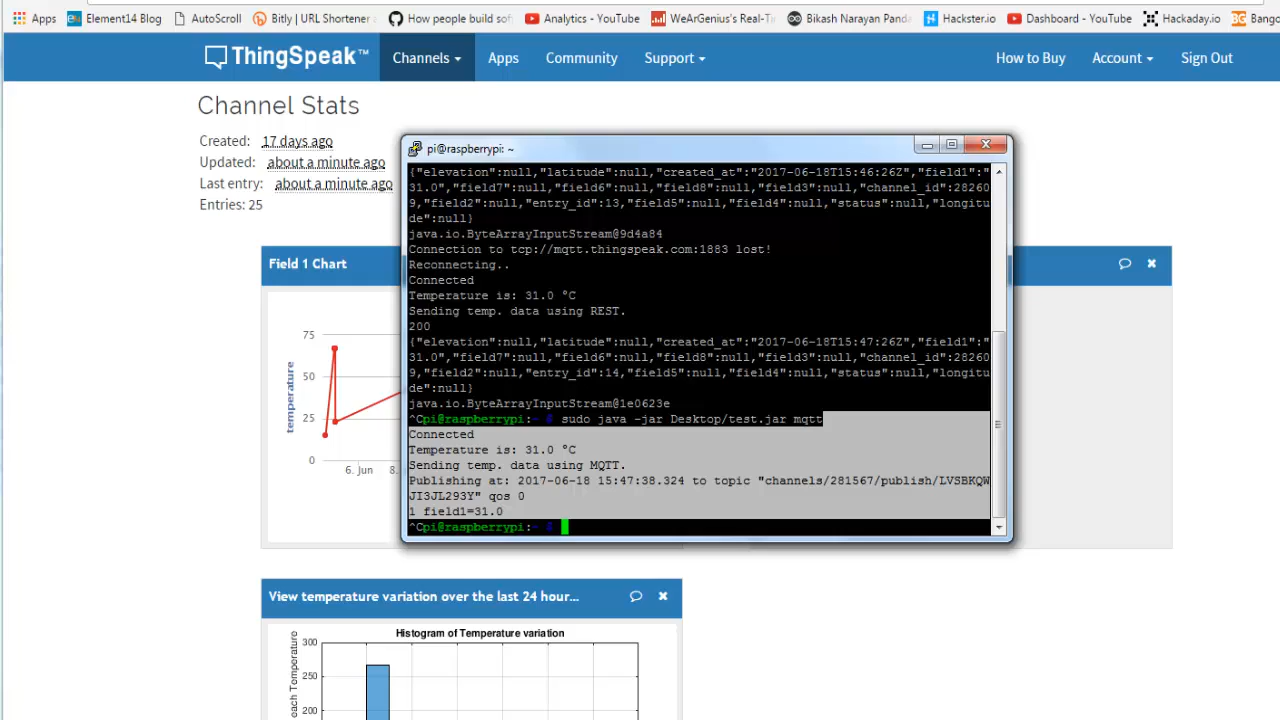 Apps Element14 Blog AutoScroll Bitly | URL Shortener How people build sof Analytics - YouTube WeArGenius's Real-Ti Bikash Narayan Panda Hackster.io Dashboard - YouTube Hackaday.io Bango
ThingSpeak™ Channels Apps Community Support How to Buy Account Sign Out
Channel Stats
Created: 17 days ago
Updated: about a minute ago
Last entry: about a minute ago
Entries: 25
Field 1 Chart
75
50
25
0
temperature
6. Jun 8.
pi@raspberrypi: ~
{"elevation":null,"latitude":null,"created_at":"2017-06-18T15:46:26Z","field1":"
31.0","field7":null,"field6":null,"field8":null,"field3":null,"channel_id":28260
9,"field2":null,"entry_id":13,"field5":null,"field4":null,"status":null,"longitu
de":null}
java.io.ByteArrayInputStream@9d4a84
Connection to tcp://mqtt.thingspeak.com:1883 lost!
Reconnecting..
Connected
Temperature is: 31.0 °C
Sending temp. data using REST.
200
{"elevation":null,"latitude":null,"created_at":"2017-06-18T15:47:26Z","field1":"
31.0","field7":null,"field6":null,"field8":null,"field3":null,"channel_id":28260
9,"field2":null,"entry_id":14,"field5":null,"field4":null,"status":null,"longitu
de":null}
java.io.ByteArrayInputStream@1e0623e
^Cpi@raspberrypi:~ # sudo java -jar Desktop/test.jar mqtt
Connected
Temperature is: 31.0 °C
Sending temp. data using MQTT.
Publishing at: 2017-06-18 15:47:38.324 to topic "channels/281567/publish/LVSBKQW
JI3JL293Y" qos 0
1 field1=31.0
^Cpi@raspberrypi:~ #
View temperature variation over the last 24 hour...
Histogram of Temperature variation
300
250
200
each Temperature